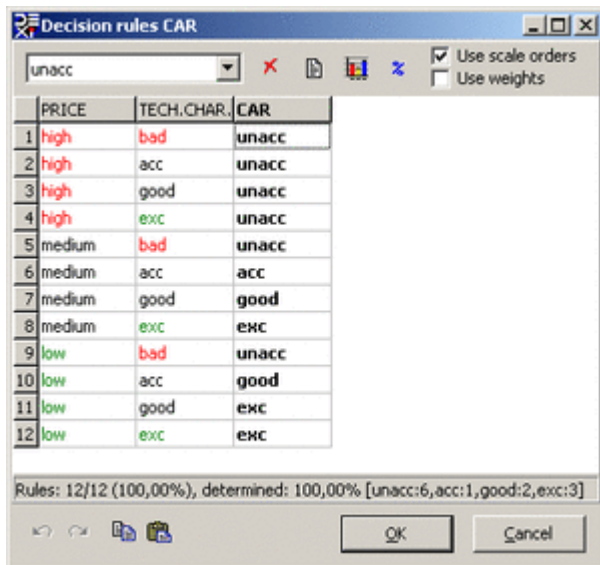 Decision rules CAR
unacc % Use scale orders
Use weights
PRICE TECH.CHAR. CAR
1 high bad unacc
2 high acc unacc
3 high good unacc
4 high exc unacc
5 medium bad unacc
6 medium acc acc
7 medium good good
8 medium exc exc
9 low bad unacc
10 low acc good
11 low good exc
12 low exc exc
Rules: 12/12 (100,00%), determined: 100,00% [unacc:6,acc:1,good:2,exc:3]
OK Cancel